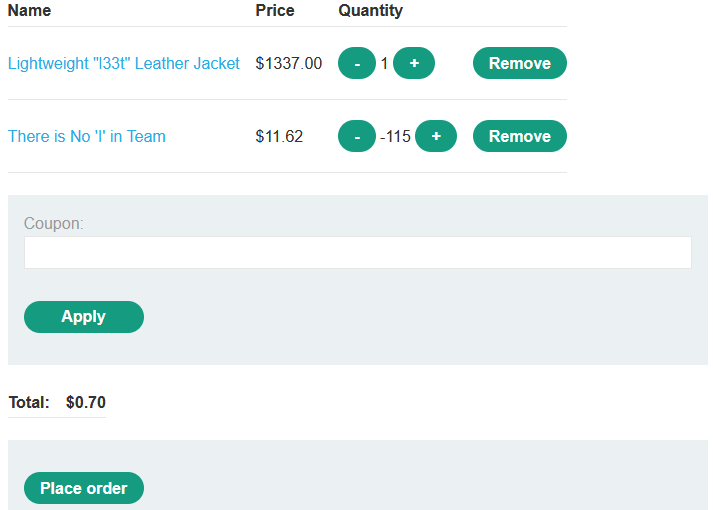 Name Price Quantity
Lightweight "l33t" Leather Jacket $1337.00 - 1 + Remove
There is No 'I' in Team $11.62 - -115 + Remove
Coupon:
Apply
Total: $0.70
Place order